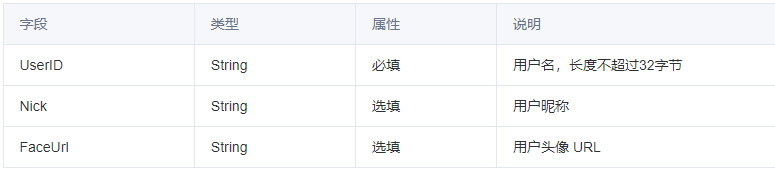 字段 类型 属性 说明
UserID String 必填 用户名，长度不超过32字节
Nick String 选填 用户昵称
FaceUrl String 选填 用户头像 URL